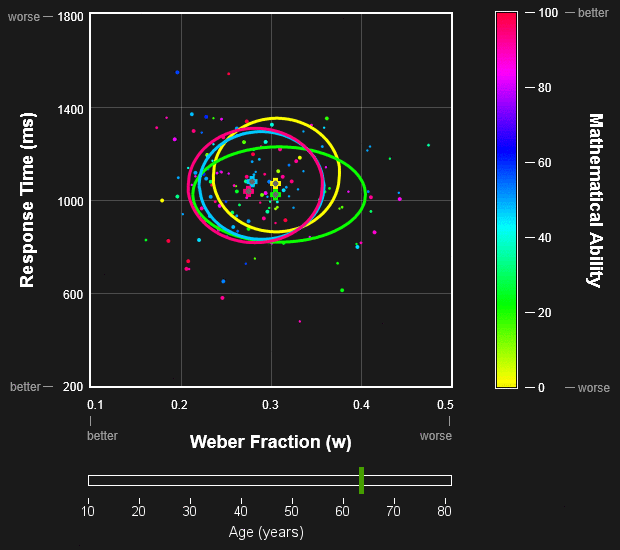 worse
1800
1400
1000
600
200
better
Response Time (ms)
0.1 0.2 0.3 0.4 0.5
better
worse
Weber Fraction (w)
10 20 30 40 50 60 70 80
Age (years)
100
80
60
40
20
0
better
worse
Mathematical Ability